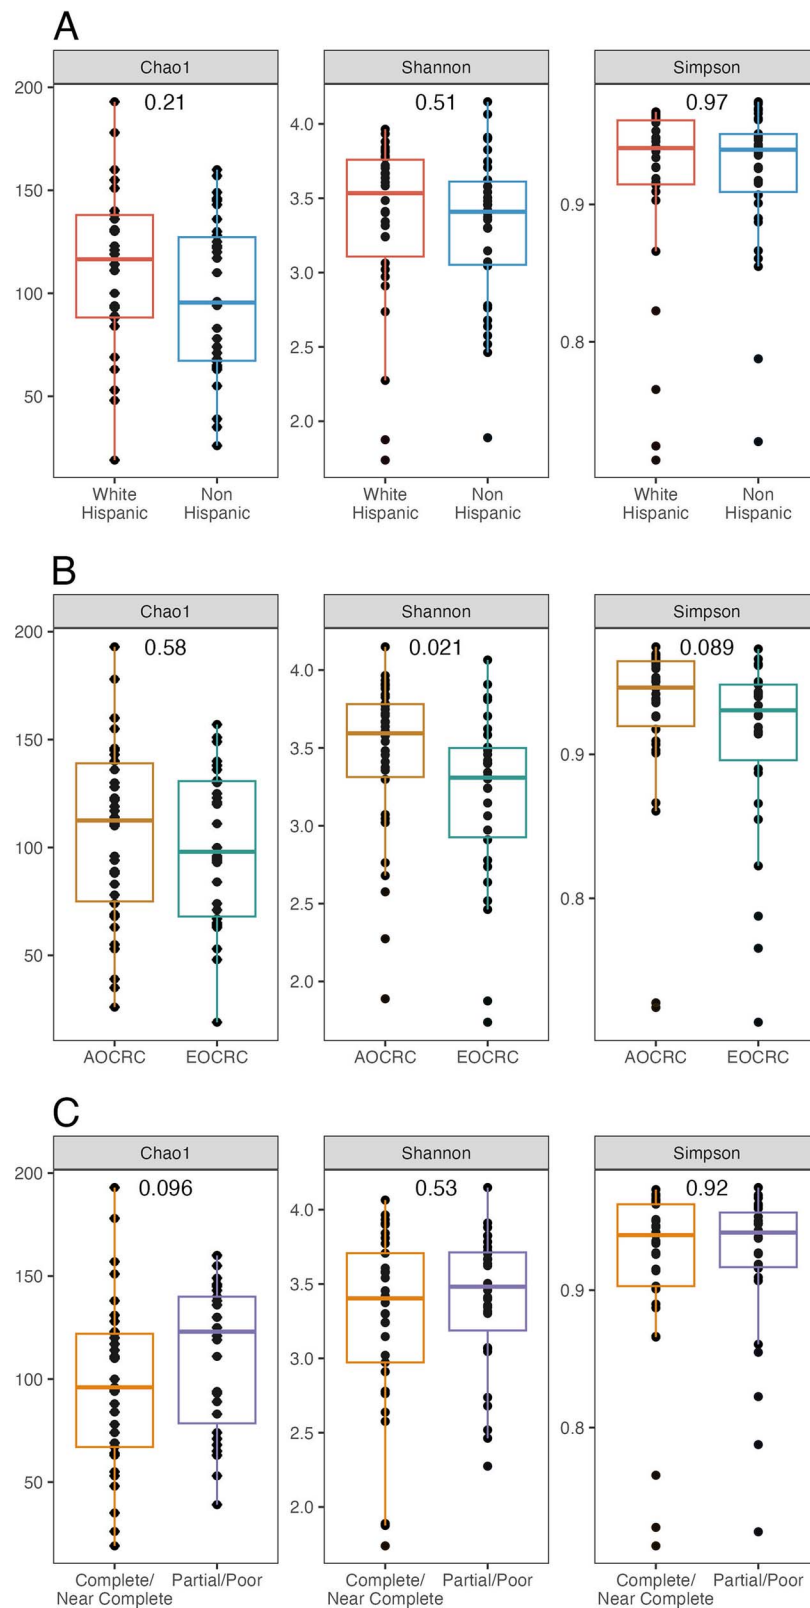 A
Chao1
Shannon
Simpson
200
150
100
50
0.21
4.0
3.5
3.0
2.5
2.0
0.51
0.9
0.8
0.97
White
Hispanic
Non
Hispanic
White
Hispanic
Non
Hispanic
White
Hispanic
Non
Hispanic
B
Chao1
Shannon
Simpson
200
150
100
50
0.58
4.0
3.5
3.0
2.5
2.0
0.021
0.9
0.8
0.089
AOCRC
EOCRC
AOCRC
EOCRC
AOCRC
EOCRC
C
Chao1
Shannon
Simpson
200
150
100
50
0.096
4.0
3.5
3.0
2.5
2.0
0.53
0.9
0.8
0.92
Complete/
Near Complete
Partial/Poor
Complete/
Near Complete
Partial/Poor
Complete/
Near Complete
Partial/Poor